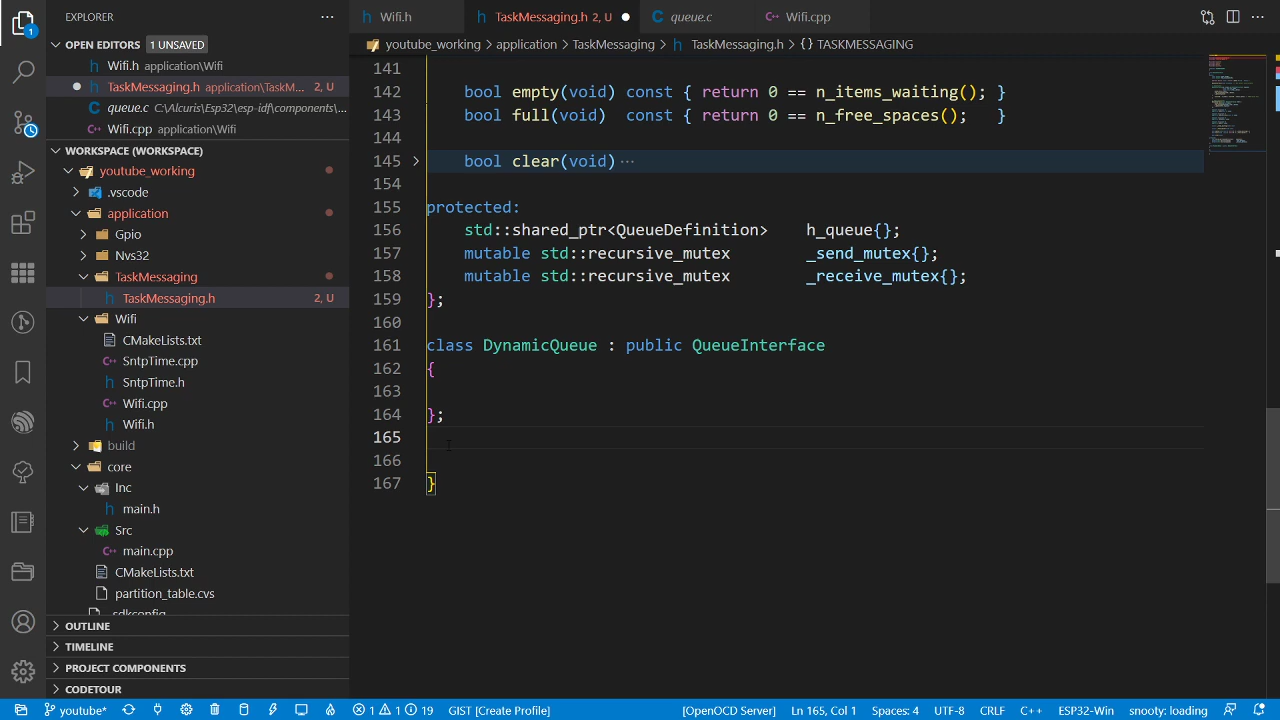 EXPLORER
OPEN EDITORS 1 UNSAVED
Wifi.h application\Wifi
TaskMessaging.h application\TaskM... 2, U
queue.c C:\Alcuris\Esp32\esp-idf\components\...
Wifi.cpp application\Wifi
WORKSPACE (WORKSPACE)
youtube_working
.vscode
application
Gpio
Nvs32
TaskMessaging
TaskMessaging.h 2, U
Wifi
CMakeLists.txt
SntpTime.cpp
SntpTime.h
Wifi.cpp
Wifi.h
build
core
Inc
main.h
Src
main.cpp
CMakeLists.txt
partition_table.cvs
sdkconfig
OUTLINE
TIMELINE
PROJECT COMPONENTS
CODETOUR
Wifi.h
TaskMessaging.h 2, U
queue.c
Wifi.cpp
youtube_working > application > TaskMessaging > TaskMessaging.h > {} TASKMESSAGING
141
142 bool empty(void) const { return 0 == n_items_waiting(); }
143 bool full(void) const { return 0 == n_free_spaces(); }
144
145 bool clear(void) ...
154
155 protected:
156 std::shared_ptr<QueueDefinition> h_queue{};
157 mutable std::recursive_mutex _send_mutex{};
158 mutable std::recursive_mutex _receive_mutex{};
159 };
160
161 class DynamicQueue : public QueueInterface
162 {
163
164 };
165
166
167 }
youtube* 1 1 19 GIST [Create Profile] [OpenOCD Server] Ln 165, Col 1 Spaces: 4 UTF-8 CRLF C++ ESP32-Win snooty: loading